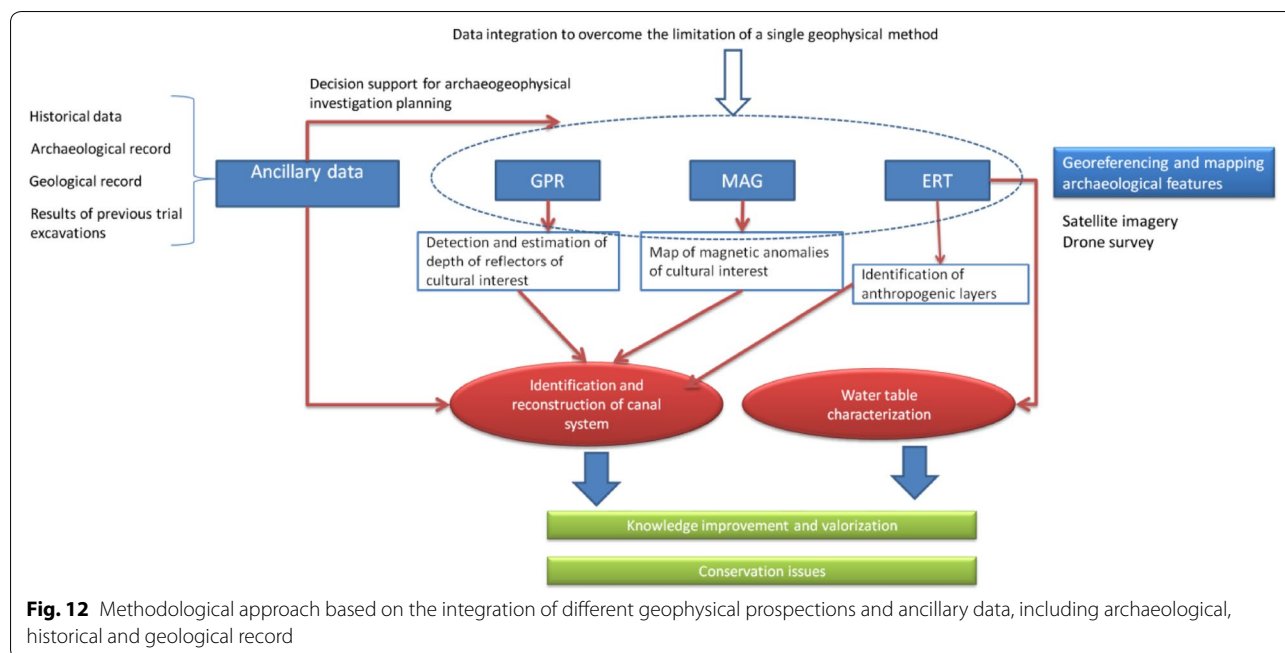 Data integration to overcome the limitation of a single geophysical method
Decision support for archaeogeophysical
investigation planning
Historical data
Archaeological record
Geological record
Results of previous trial
excavations
Ancillary data
GPR
MAG
ERT
Georeferencing and mapping
archaeological features
Satellite imagery
Drone survey
Detection and estimation of
depth of reflectors of
cultural interest
Map of magnetic anomalies
of cultural interest
Identification of
anthropogenic layers
Identification and
reconstruction of canal
system
Water table
characterization
Knowledge improvement and valorization
Conservation issues
Fig. 12 Methodological approach based on the integration of different geophysical prospections and ancillary data, including archaeological,
historical and geological record